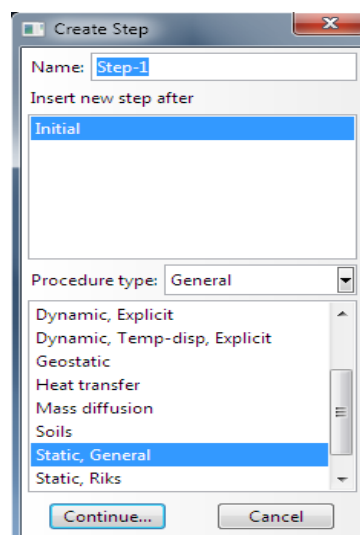 Create Step
Name: Step-1
Insert new step after
Initial
Procedure type: General
Dynamic, Explicit
Dynamic, Temp-disp, Explicit
Geostatic
Heat transfer
Mass diffusion
Soils
Static, General
Static, Riks
Continue... Cancel